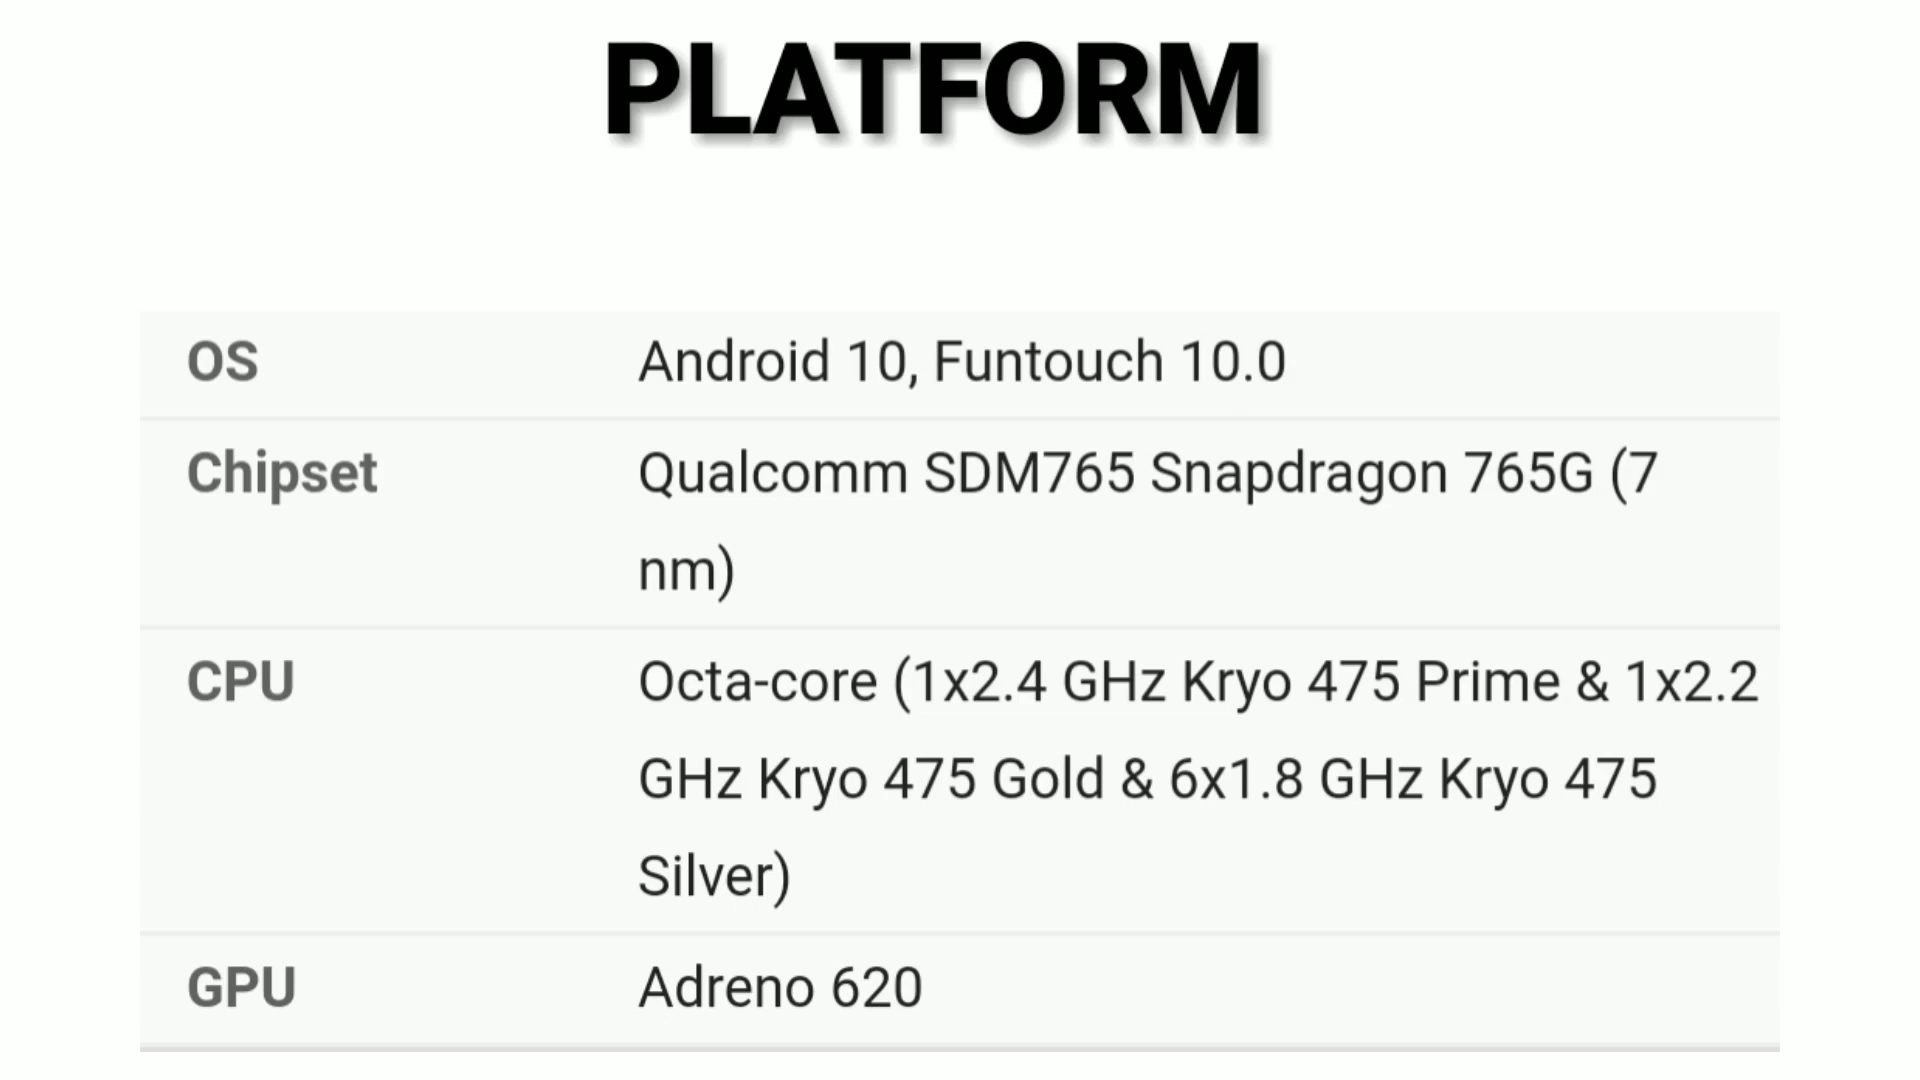 PLATFORM
OS Android 10, Funtouch 10.0
Chipset Qualcomm SDM765 Snapdragon 765G (7
nm)
CPU Octa-core (1x2.4 GHz Kryo 475 Prime & 1x2.2
GHz Kryo 475 Gold & 6x1.8 GHz Kryo 475
Silver)
GPU Adreno 620